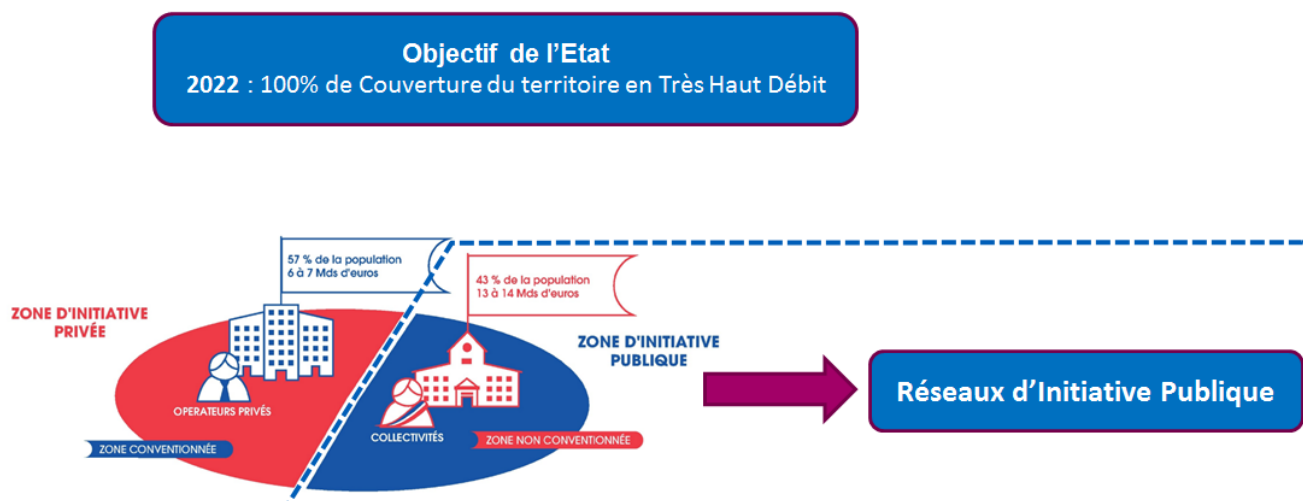 Objectif de l'Etat
2022 : 100% de Couverture du territoire en Très Haut Débit
57 % de la population
6 à 7 Mds d'euros
43 % de la population
13 à 14 Mds d'euros
ZONE D'INITIATIVE
PRIVÉE
ZONE D'INITIATIVE
PUBLIQUE
Réseaux d'Initiative Publique
OPERATEURS PRIVÉS
COLLECTIVITÉS
ZONE CONVENTIONNÉE
ZONE NON CONVENTIONNÉE